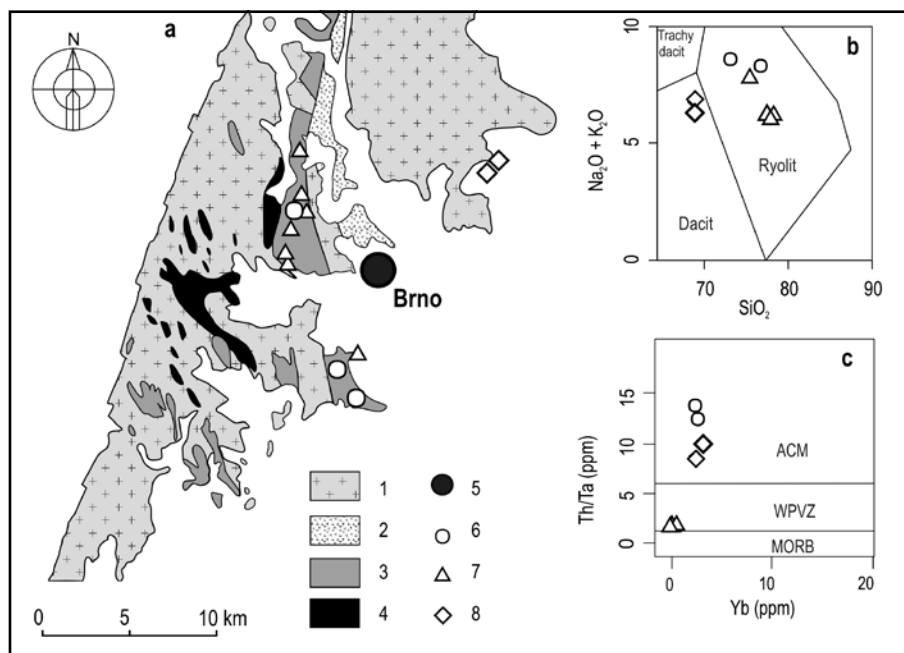 a
N
Brno
1
2
3
4
5
6
7
8
0 5 10 km
b
Trachy
dacit
Ryolit
Dacit
Na₂O + K₂O
10
5
0
70 80 90
SiO₂
c
ACM
WPVZ
MORB
Th/Ta (ppm)
15
10
5
0
0 10 20
Yb (ppm)